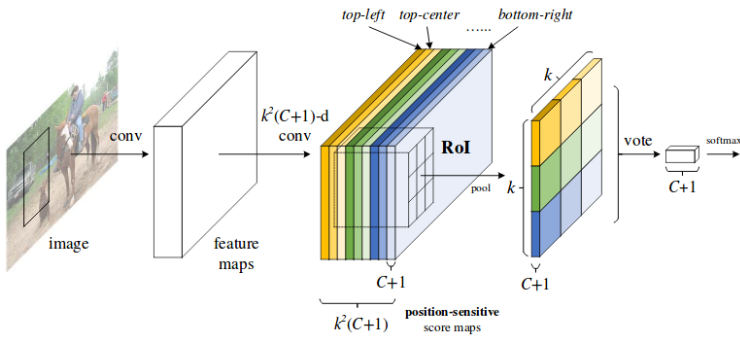 top-left top-center ...... bottom-right
image
conv
feature
maps
k²(C+1)-d
conv
RoI
pool
C+1
k²(C+1)
position-sensitive
score maps
k
k
C+1
vote
C+1
softmax